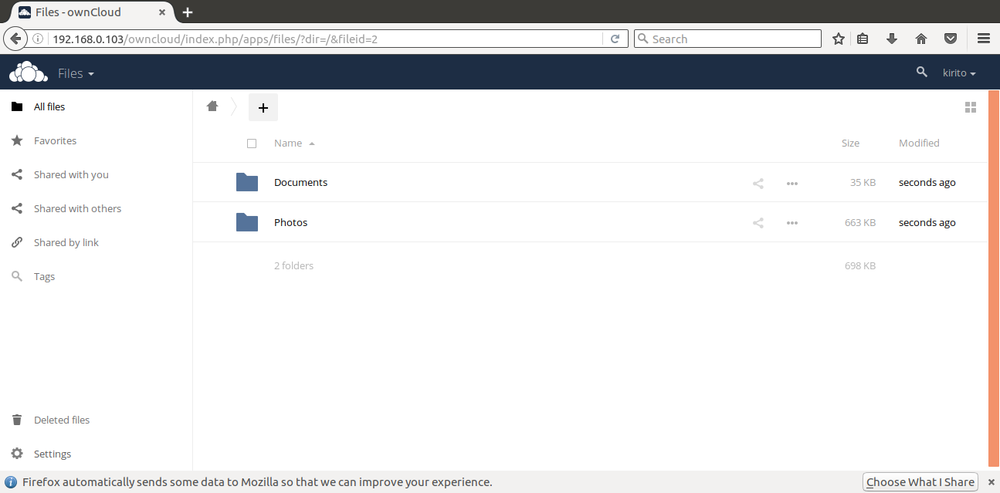 Files - ownCloud
192.168.0.103/owncloud/index.php/apps/files/?dir=/&fileid=2
Search
Files
kirito
All files
Favorites
Shared with you
Shared with others
Shared by link
Tags
Deleted files
Settings
Name
Size
Modified
Documents
35 KB
seconds ago
Photos
663 KB
seconds ago
2 folders
698 KB
Firefox automatically sends some data to Mozilla so that we can improve your experience.
Choose What I Share